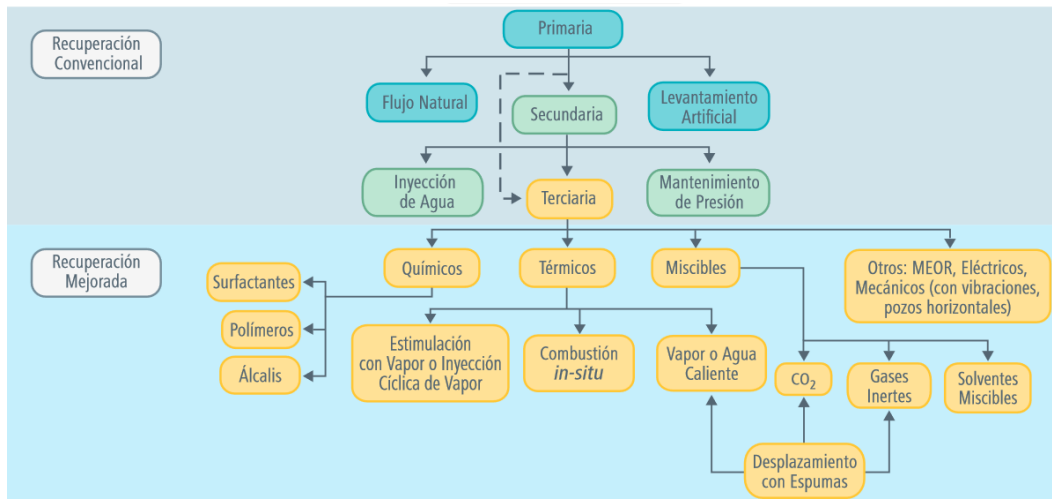 Recuperación
Convencional
Primaria
Flujo Natural
Secundaria
Levantamiento
Artificial
Inyección
de Agua
Terciaria
Mantenimiento
de Presión
Recuperación
Mejorada
Químicos
Térmicos
Miscibles
Otros: MEOR, Eléctricos,
Mecánicos (con vibraciones,
pozos horizontales)
Surfactantes
Polímeros
Álcalis
Estimulación
con Vapor o Inyección
Cíclica de Vapor
Combustión
in-situ
Vapor o Agua
Caliente
CO₂
Gases
Inertes
Solventes
Miscibles
Desplazamiento
con Espumas